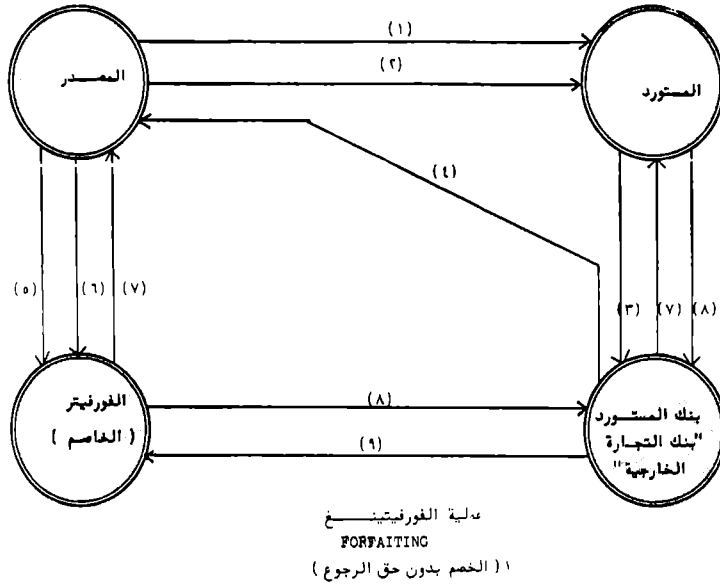 (١)
المصدر
المستورد
(٢)
(٤)
(٥)
(٦)
(٧)
(٣)
(٧)
(٨)
الفورفيتر
(الخاصم)
(٨)
(٩)
بنك المستورد
"بنك التجارة
الخارجية"
عملية الفورفيتينغ
FORFAITING
١ (الخصم بدون حق الرجوع)